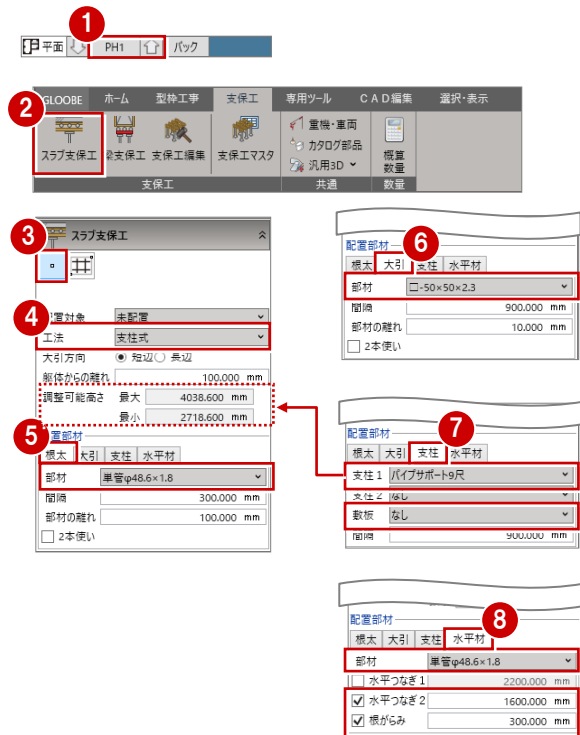 1
平面 PH1 バック
2
GLOOBE ホーム 型枠工事 支保工 専用ツール CAD編集 選択・表示
スラブ支保工 梁支保工 支保工編集 支保工マスタ
重機・車両
カタログ部品
汎用3D
概算
数量
支保工 共通 数量
3
スラブ支保工
4
配置対象 未配置
工法 支柱式
大引方向 短辺 長辺
躯体からの離れ 100.000 mm
調整可能高さ 最大 4038.600 mm
最小 2718.600 mm
5
配置部材
根太 大引 支柱 水平材
部材 単管φ48.6×1.8
間隔 300.000 mm
部材の離れ 100.000 mm
2本使い
6
配置部材
根太 大引 支柱 水平材
部材 □-50×50×2.3
間隔 900.000 mm
部材の離れ 10.000 mm
2本使い
7
配置部材
根太 大引 支柱 水平材
支柱1 パイプサポート9尺
支柱2 なし
敷板 なし
間隔 900.000 mm
8
配置部材
根太 大引 支柱 水平材
部材 単管φ48.6×1.8
水平つなぎ1 2200.000 mm
水平つなぎ2 1600.000 mm
根がらみ 300.000 mm